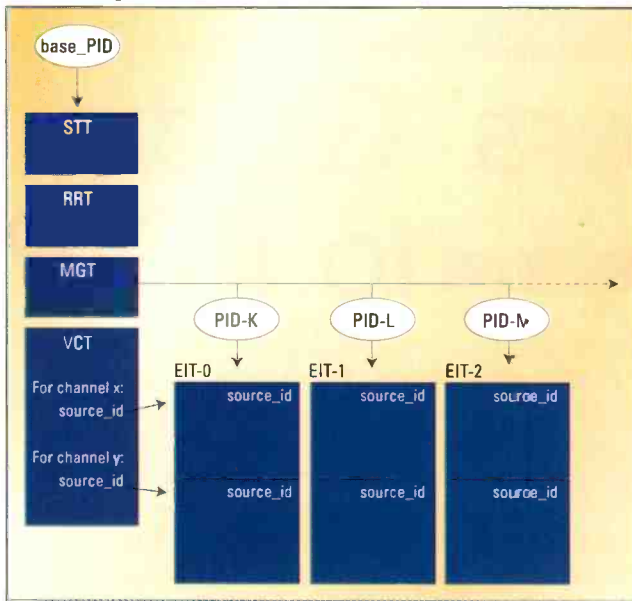 base_PID
STT
RRT
MGT
PID-K
PID-L
PID-M
VCT
EIT-0
EIT-1
EIT-2
For channel x:
source_id
source_id
source_id
source_id
For channel y:
source_id
source_id
source_id
source_id